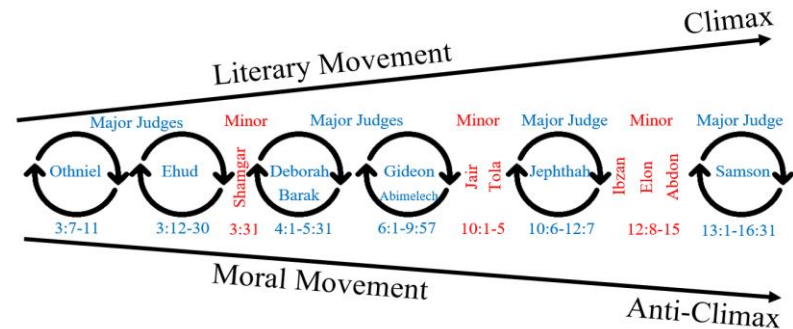 Climax
Literary Movement
Major Judges Minor Major Judges Minor Major Judge Minor Major Judge
Othniel Ehud Shamgar Deborah Barak Gideon Abimelech Jair Tola Jephthah Ibzan Elon Abdon Samson
3:7-11 3:12-30 3:31 4:1-5:31 6:1-9:57 10:1-5 10:6-12:7 12:8-15 13:1-16:31
Moral Movement
Anti-Climax